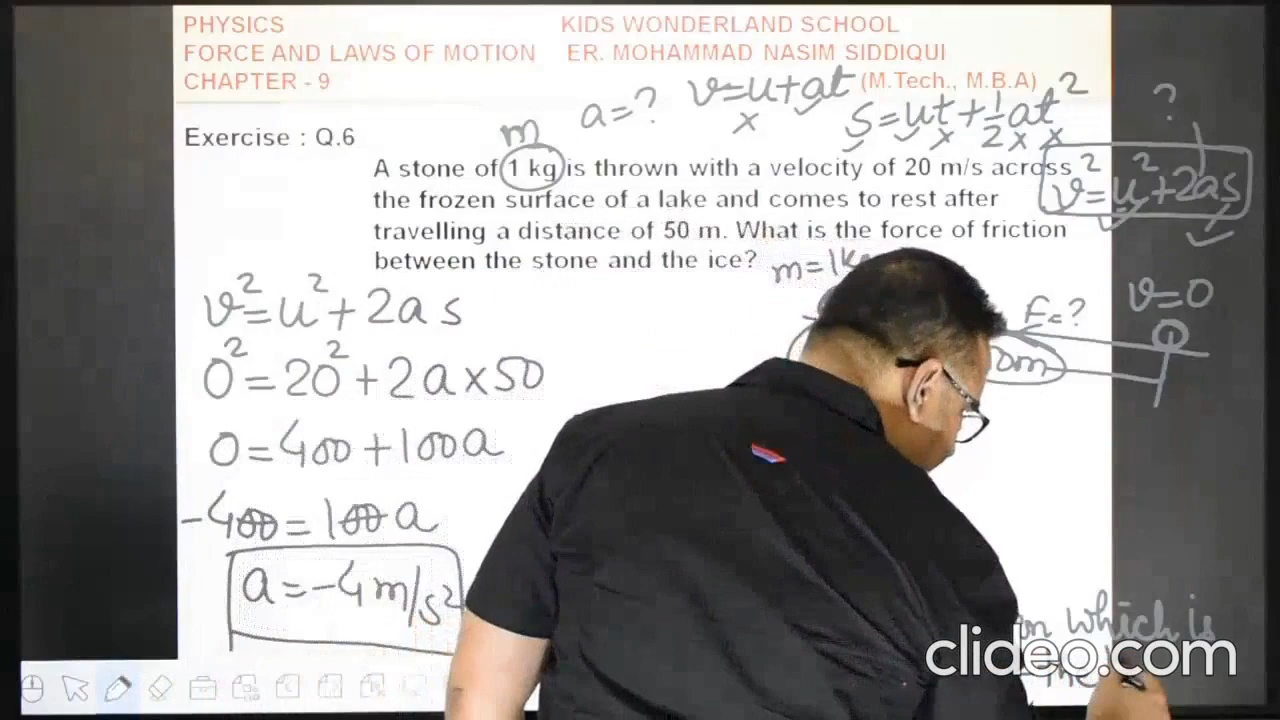 PHYSICS KIDS WONDERLAND SCHOOL
FORCE AND LAWS OF MOTION ER. MOHAMMAD NASIM SIDDIQUI
CHAPTER - 9 (M.Tech., M.B.A)
a=? v=u+at
s=ut+1/2at²
?
v²=u²+2as
Exercise : Q.6
m
A stone of 1 kg is thrown with a velocity of 20 m/s across
the frozen surface of a lake and comes to rest after
travelling a distance of 50 m. What is the force of friction
between the stone and the ice?
m=1kg
v=0
v²=u²+2as
0²=20²+2a×50
0=400+100a
-400=100a
a=-4m/s²
which is
clideo.com